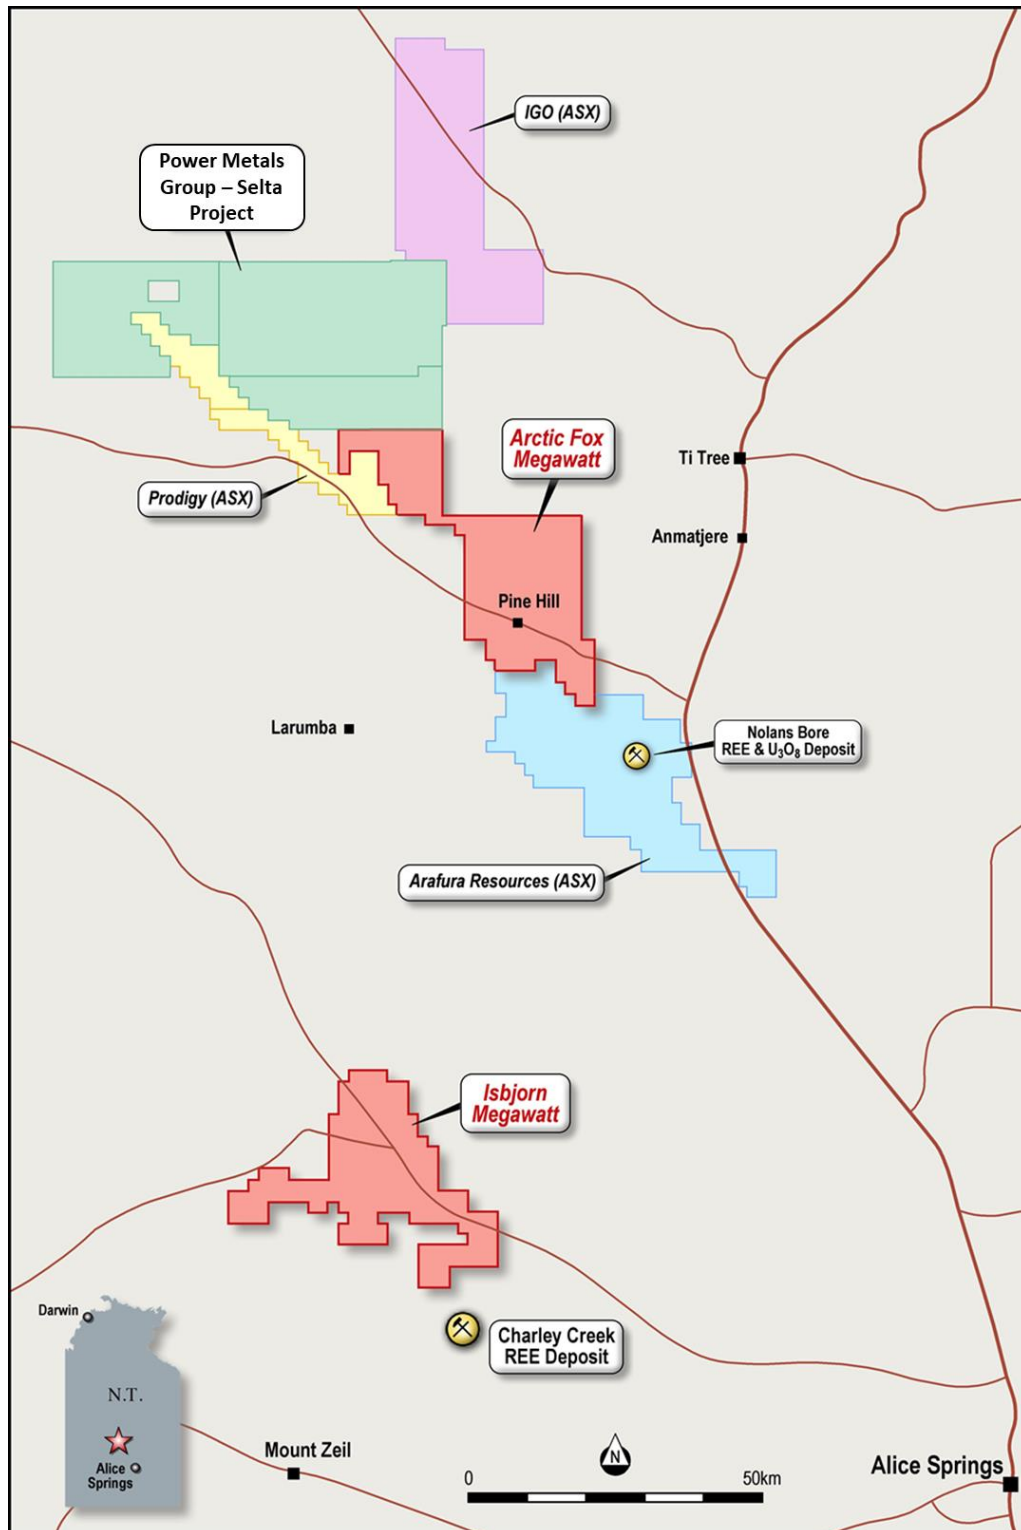 IGO (ASX)
Power Metals
Group – Selta
Project
Arctic Fox
Megawatt
Ti Tree
Prodigy (ASX)
Anmatjere
Pine Hill
Larumba
Nolans Bore
REE & U₃O₈ Deposit
Arafura Resources (ASX)
Isbjorn
Megawatt
Darwin
Charley Creek
REE Deposit
N.T.
Alice
Springs
Mount Zeil
N
0 50km
Alice Springs